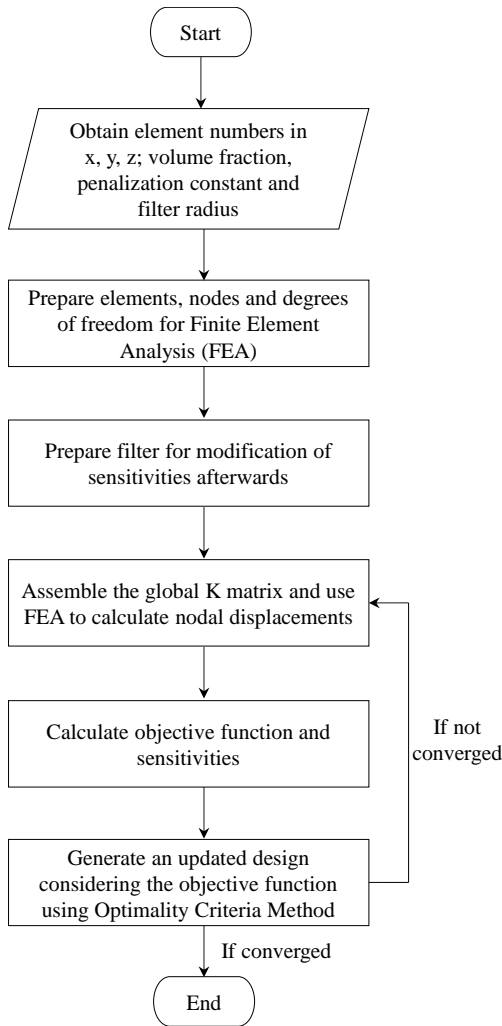 Start
Obtain element numbers in
x, y, z; volume fraction,
penalization constant and
filter radius
Prepare elements, nodes and degrees
of freedom for Finite Element
Analysis (FEA)
Prepare filter for modification of
sensitivities afterwards
Assemble the global K matrix and use
FEA to calculate nodal displacements
Calculate objective function and
sensitivities
If not
converged
Generate an updated design
considering the objective function
using Optimality Criteria Method
If converged
End